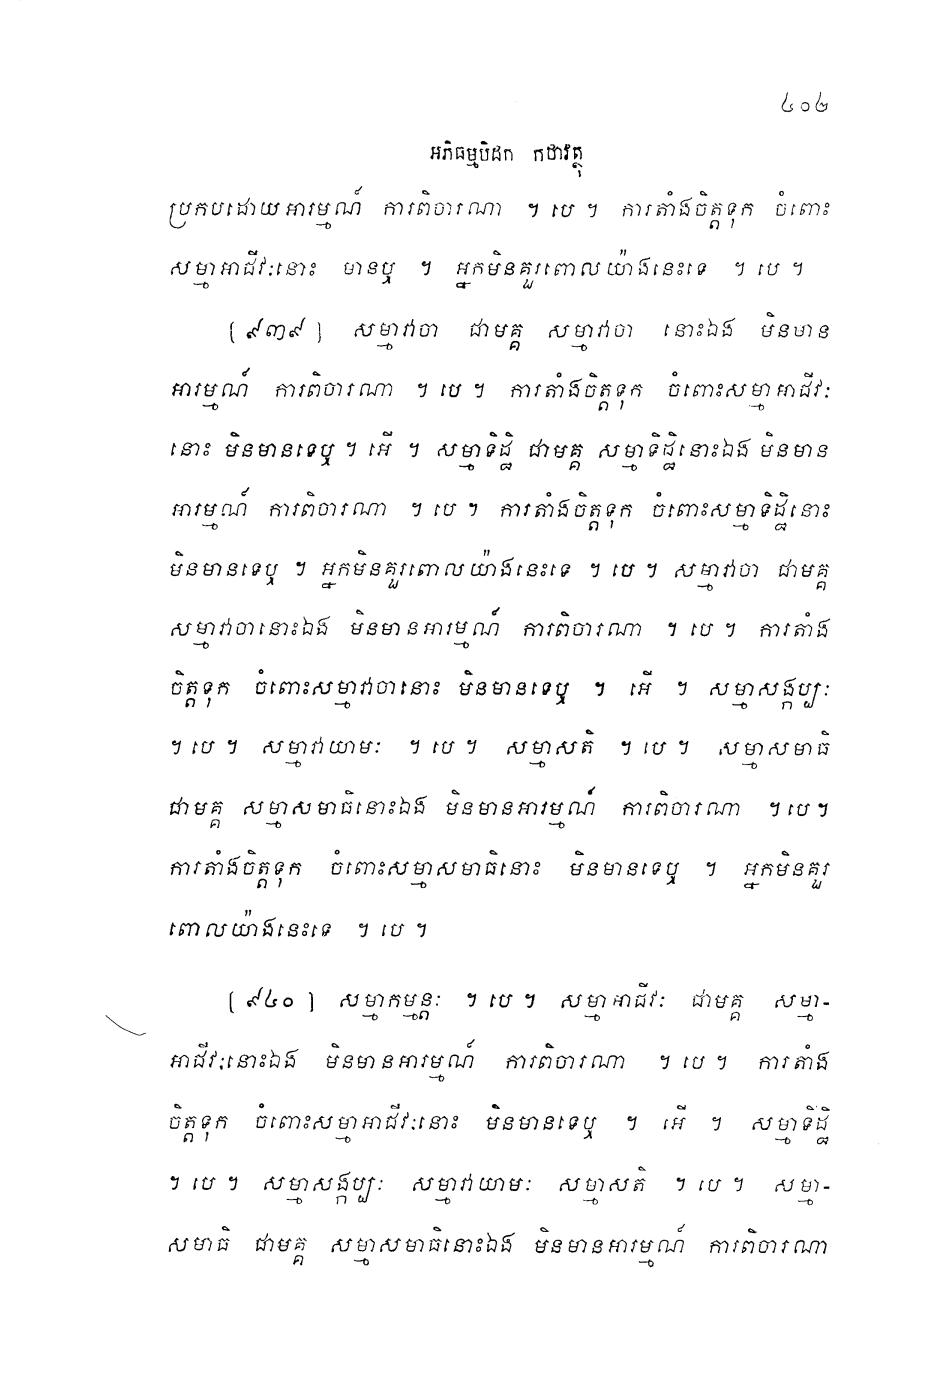 ៤០២
អភិធម្មបិដក កថាវត្ថុ
ប្រកបដោយអារម្មណ៍ ការពិចារណា ។ បេ ។ ការតាំងចិត្តទុក ចំពោះ
សម្មាអាជីវៈនោះ មានឬ ។ អ្នកមិនគួរពោលយ៉ាងនេះទេ ។ បេ ។
[៩៣៩] សម្មាវាចា ជាមគ្គ សម្មាវាចា នោះឯង មិនមាន
អារម្មណ៍ ការពិចារណា ។ បេ ។ ការតាំងចិត្តទុក ចំពោះសម្មាអាជីវៈ
នោះ មិនមានទេឬ ។ អើ ។ សម្មាទិដ្ឋិ ជាមគ្គ សម្មាទិដ្ឋិនោះឯង មិនមាន
អារម្មណ៍ ការពិចារណា ។ បេ ។ ការតាំងចិត្តទុក ចំពោះសម្មាទិដ្ឋិនោះ
មិនមានទេឬ ។ អ្នកមិនគួរពោលយ៉ាងនេះទេ ។ បេ ។ សម្មាវាចា ជាមគ្គ
សម្មាវាចានោះឯង មិនមានអារម្មណ៍ ការពិចារណា ។ បេ ។ ការតាំង
ចិត្តទុក ចំពោះសម្មាវាចានោះ មិនមានទេឬ ។ អើ ។ សម្មាសង្កប្បៈ
។ បេ ។ សម្មាវាយាមៈ ។ បេ ។ សម្មាសតិ ។ បេ ។ សម្មាសមាធិ
ជាមគ្គ សម្មាសមាធិនោះឯង មិនមានអារម្មណ៍ ការពិចារណា ។ បេ ។
ការតាំងចិត្តទុក ចំពោះសម្មាសមាធិនោះ មិនមានទេឬ ។ អ្នកមិនគួរ
ពោលយ៉ាងនេះទេ ។ បេ ។
[៩៤០] សម្មាកម្មន្តៈ ។ បេ ។ សម្មាអាជីវៈ ជាមគ្គ សម្មា-
អាជីវៈនោះឯង មិនមានអារម្មណ៍ ការពិចារណា ។ បេ ។ ការតាំង
ចិត្តទុក ចំពោះសម្មាអាជីវៈនោះ មិនមានទេឬ ។ អើ ។ សម្មាទិដ្ឋិ
។ បេ ។ សម្មាសង្កប្បៈ សម្មាវាយាមៈ សម្មាសតិ ។ បេ ។ សម្មា-
សមាធិ ជាមគ្គ សម្មាសមាធិនោះឯង មិនមានអារម្មណ៍ ការពិចារណា